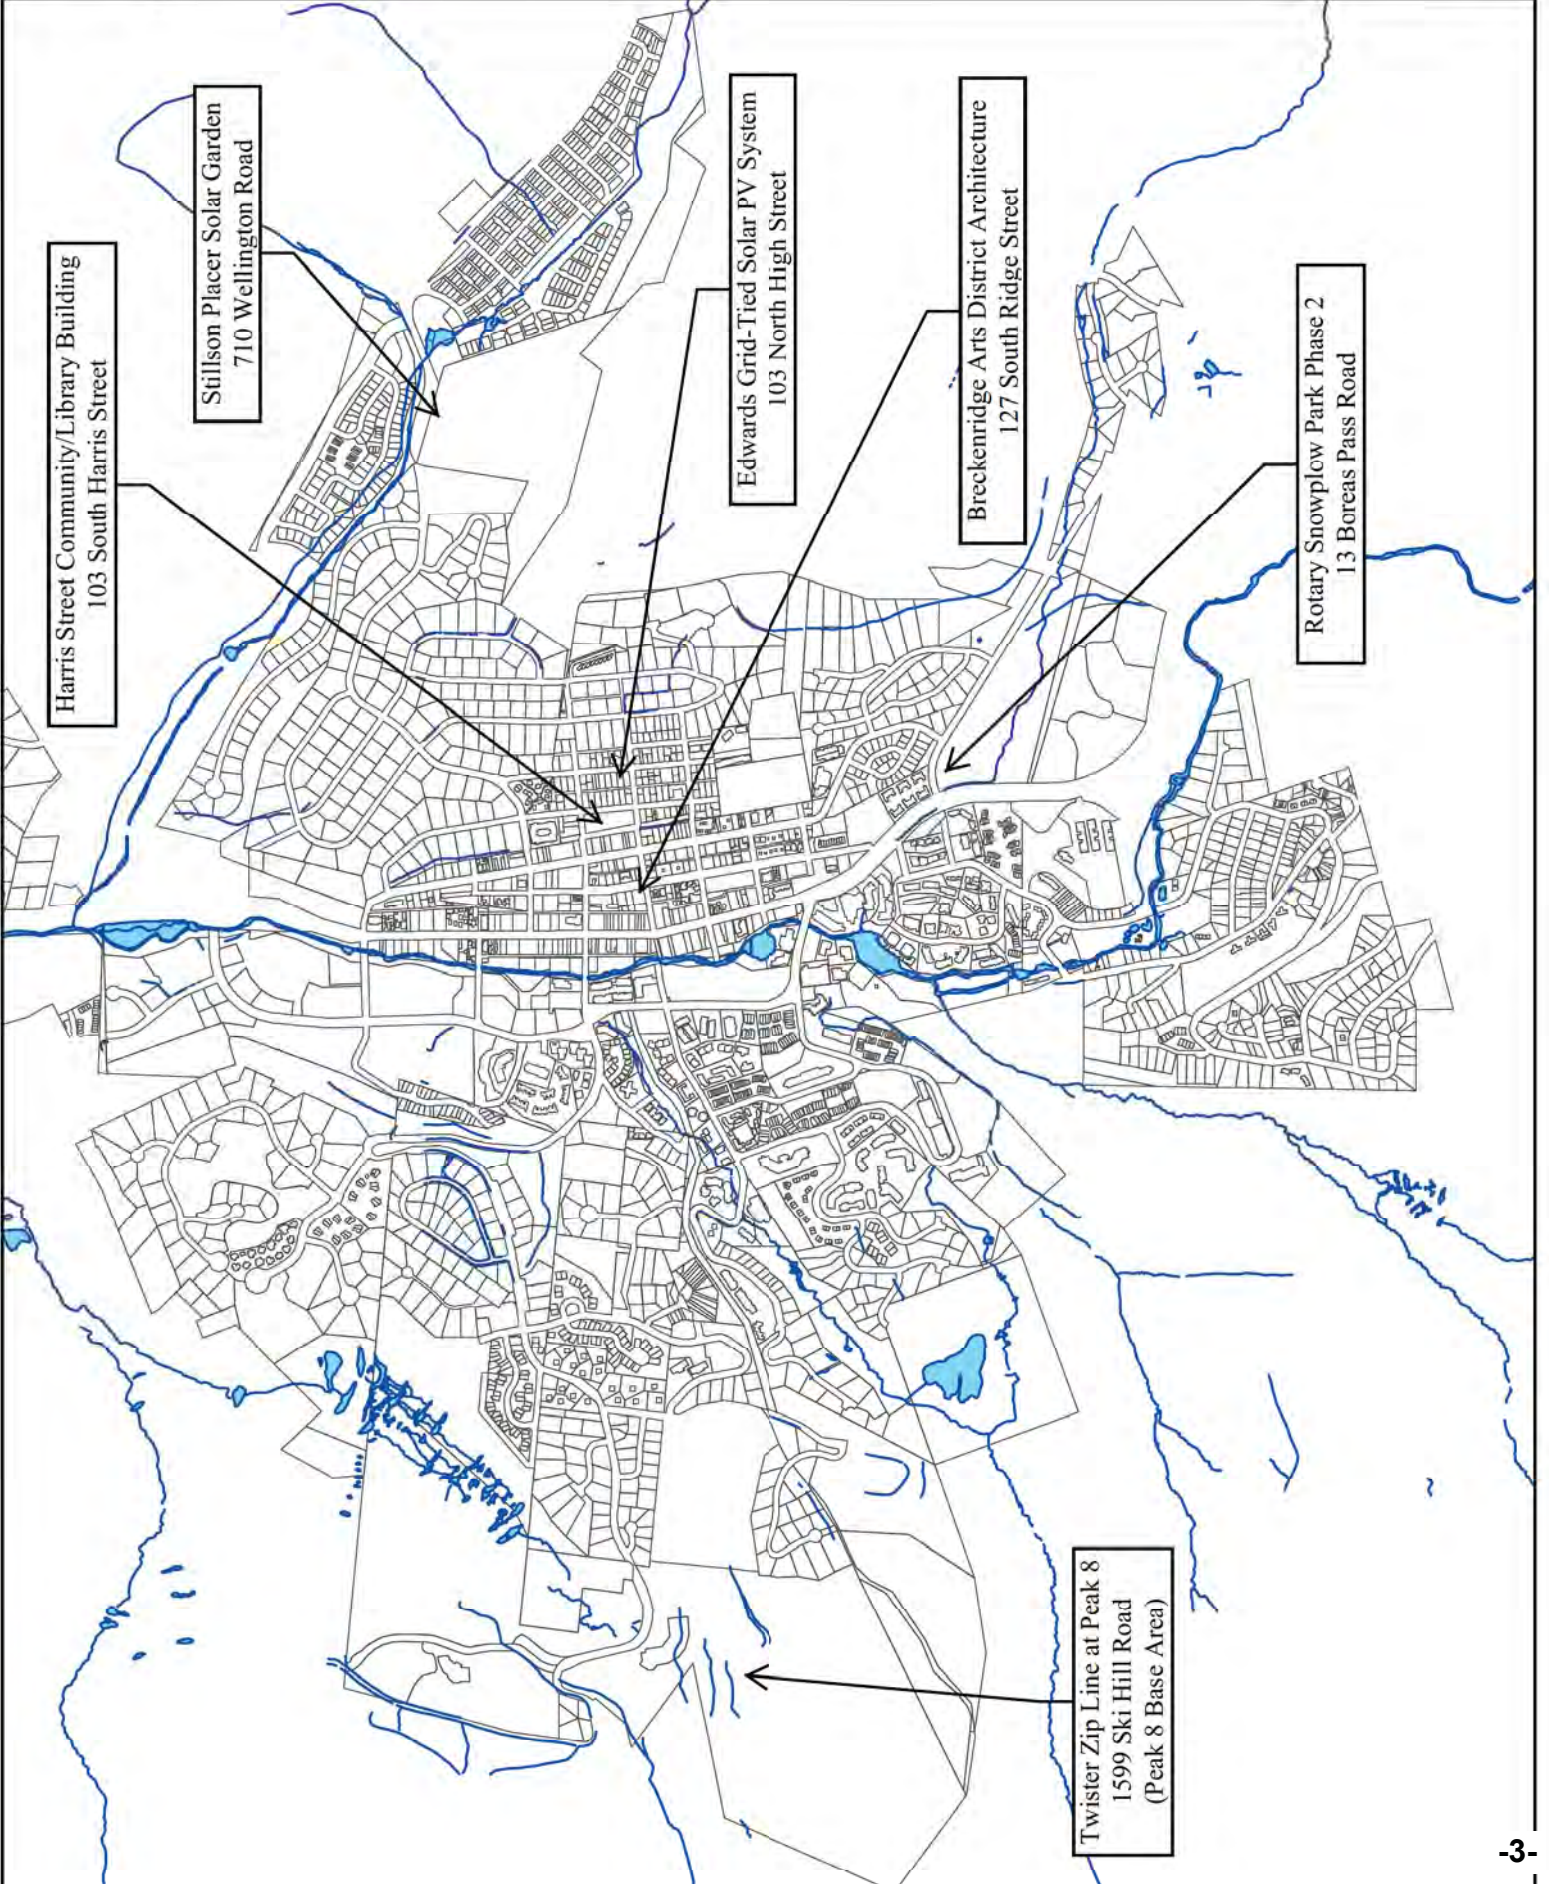 Harris Street Community/Library Building
103 South Harris Street
Stillson Placer Solar Garden
710 Wellington Road
Edwards Grid-Tied Solar PV System
103 North High Street
Breckenridge Arts District Architecture
127 South Ridge Street
Rotary Snowplow Park Phase 2
13 Boreas Pass Road
Twister Zip Line at Peak 8
1599 Ski Hill Road
(Peak 8 Base Area)
-3-